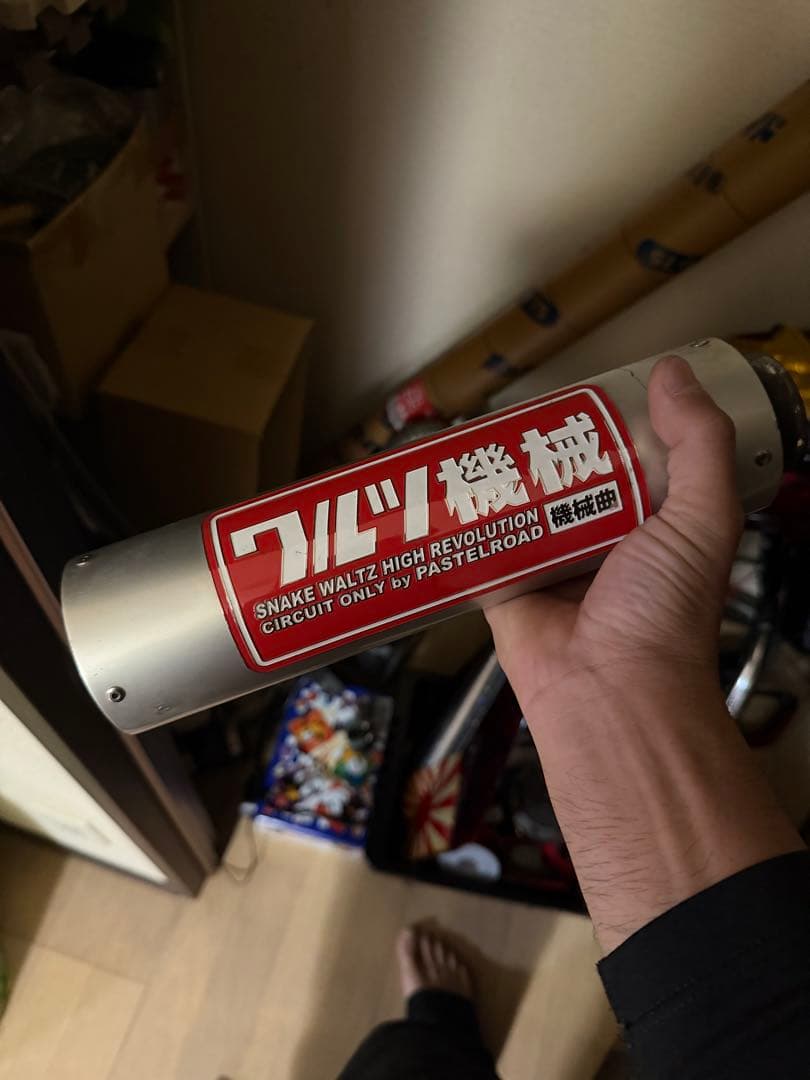 ワルツ機械
SNAKE WALTZ HIGH REVOLUTION
CIRCUIT ONLY by PASTELROAD
機械曲